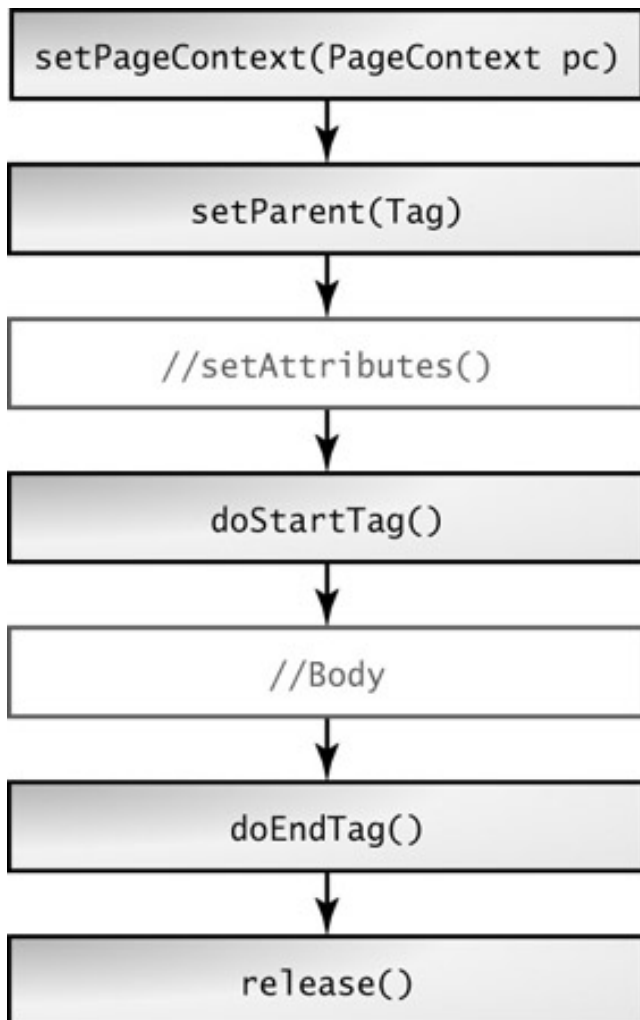 setPageContext(PageContext pc)
setParent(Tag)
//setAttributes()
doStartTag()
//Body
doEndTag()
release()